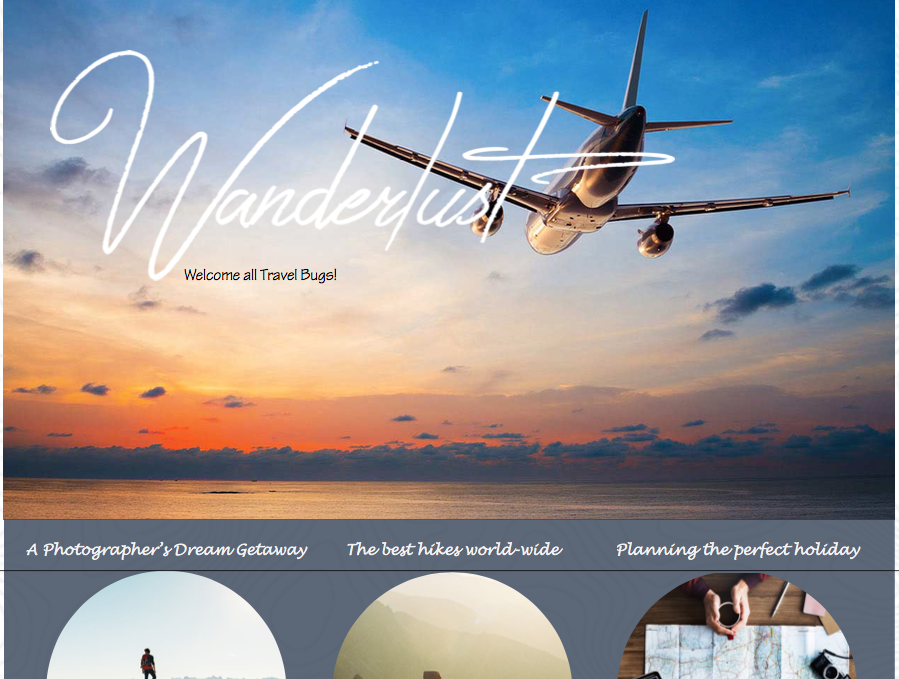 Wanderlust
Welcome all Travel Bugs!
A Photographer's Dream Getaway
The best hikes world-wide
Planning the perfect holiday